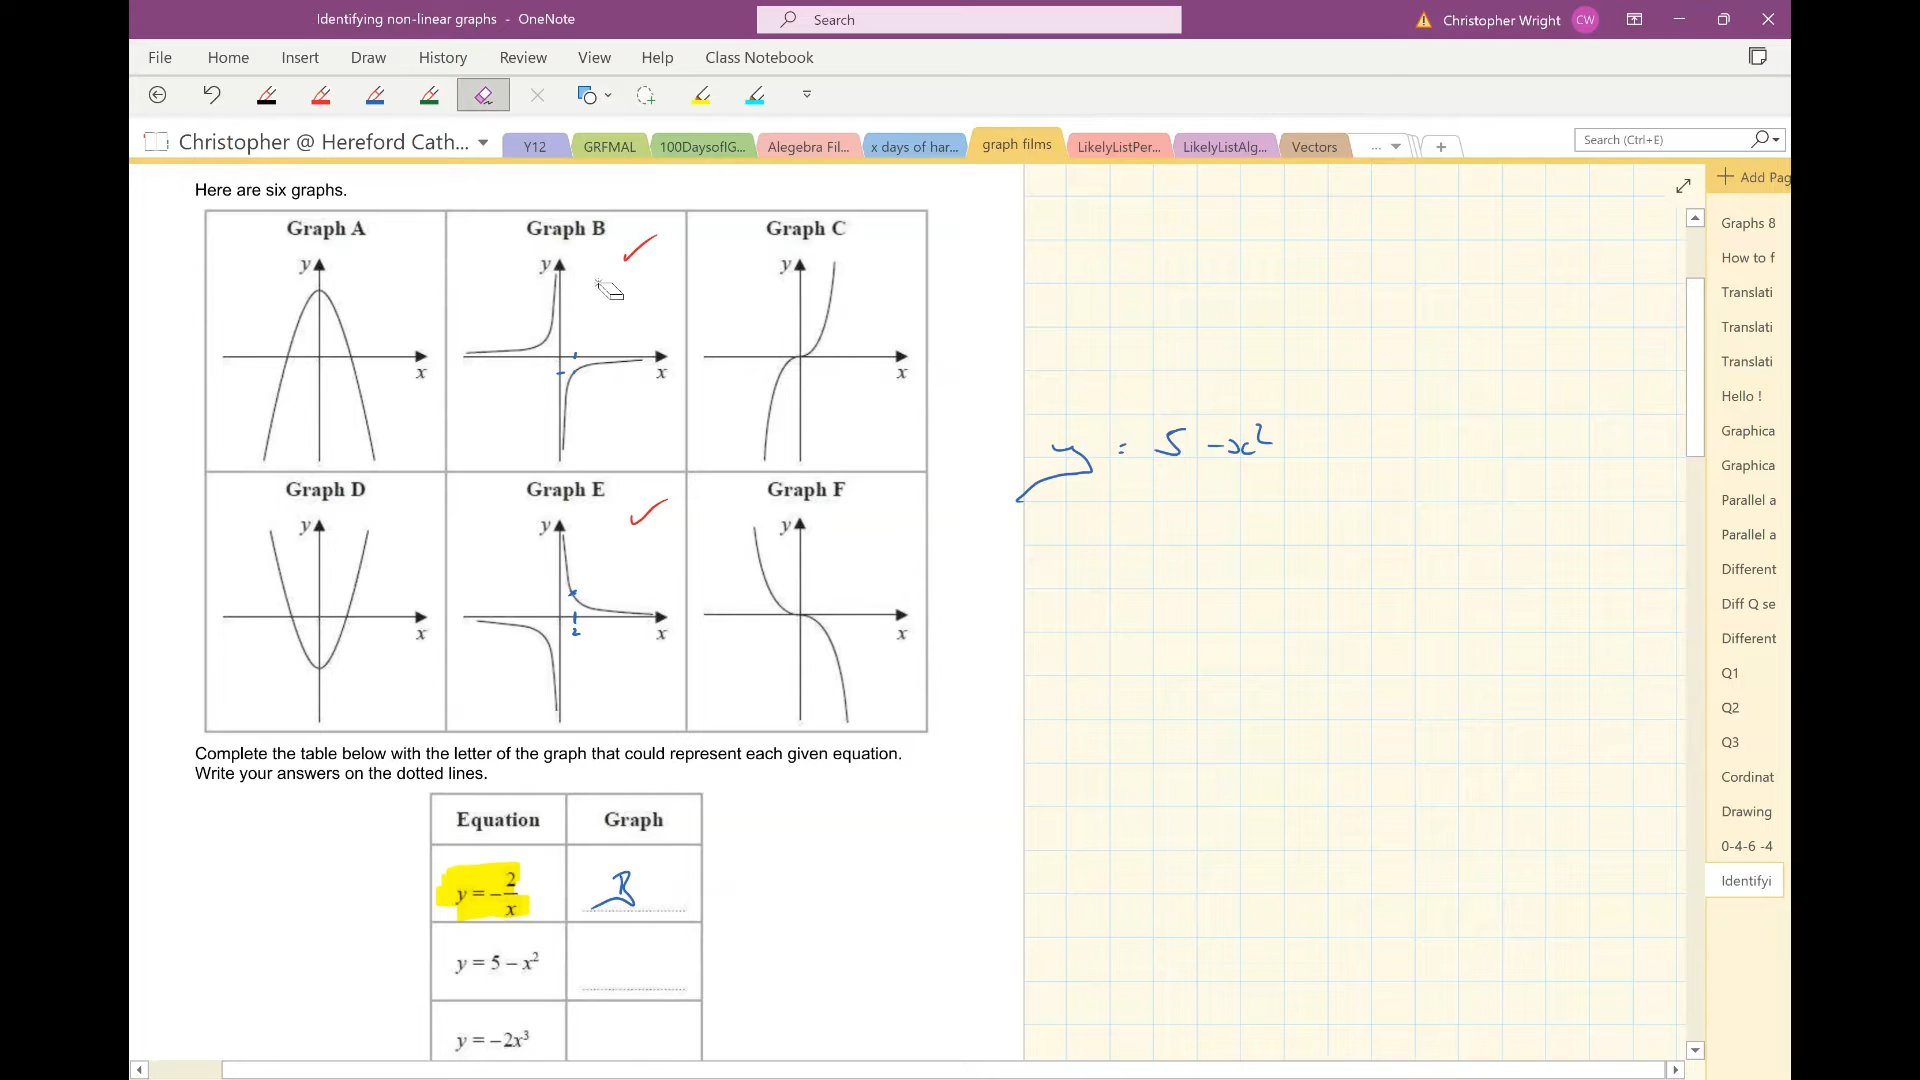 Identifying non-linear graphs - OneNote
Search
Christopher Wright CW
File Home Insert Draw History Review View Help Class Notebook
Christopher @ Hereford Cath...
Y12 GRFMAL 100DaysofIG... Alegebra Fil... x days of har... graph films LikelyListPer... LikelyListAlg... Vectors ...
Search (Ctrl+E)
Here are six graphs.
Graph A Graph B Graph C
y y y
x x x
Graph D Graph E Graph F
y y y
2
x x x
Complete the table below with the letter of the graph that could represent each given equation.
Write your answers on the dotted lines.
Equation Graph
y = -2/x B
y = 5 - x²
y = -2x³
y = 5 - x²
Add Pag
Graphs 8
How to f
Translati
Translati
Translati
Hello !
Graphica
Graphica
Parallel a
Parallel a
Different
Diff Q se
Different
Q1
Q2
Q3
Cordinat
Drawing
0-4-6 -4
Identifyi